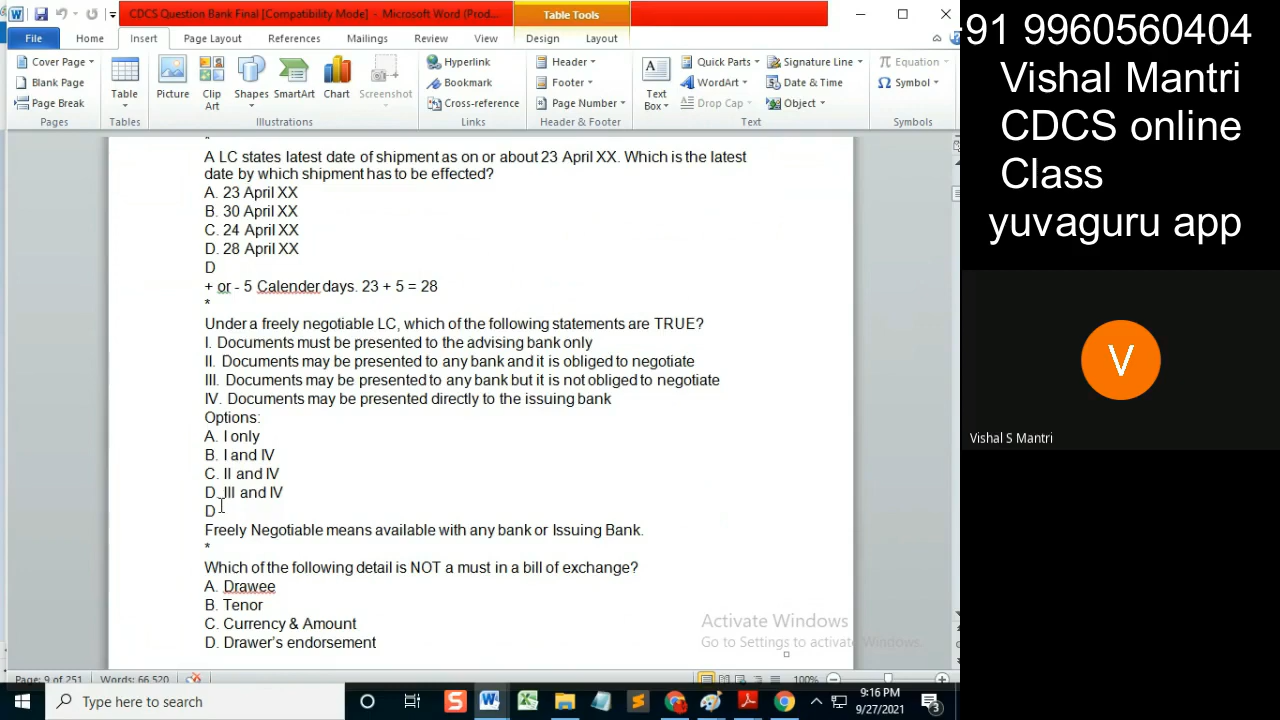 CDCS Question Bank Final [Compatibility Mode] - Microsoft Word (Prod...
Table Tools
File
Home
Insert
Page Layout
References
Mailings
Review
View
Design
Layout
Cover Page
Blank Page
Page Break
Pages
Table
Tables
Picture
Clip Art
Shapes
SmartArt
Chart
Screenshot
Illustrations
Hyperlink
Bookmark
Cross-reference
Links
Header
Footer
Page Number
Header & Footer
A
Text Box
Quick Parts
WordArt
Drop Cap
Signature Line
Date & Time
Object
Text
Equation
Symbol
Symbols
*
A LC states latest date of shipment as on or about 23 April XX. Which is the latest
date by which shipment has to be effected?
A. 23 April XX
B. 30 April XX
C. 24 April XX
D. 28 April XX
D
+ or - 5 Calender days. 23 + 5 = 28
*
Under a freely negotiable LC, which of the following statements are TRUE?
I. Documents must be presented to the advising bank only
II. Documents may be presented to any bank and it is obliged to negotiate
III. Documents may be presented to any bank but it is not obliged to negotiate
IV. Documents may be presented directly to the issuing bank
Options:
A. I only
B. I and IV
C. II and IV
D. III and IV
D
Freely Negotiable means available with any bank or Issuing Bank.
*
Which of the following detail is NOT a must in a bill of exchange?
A. Drawee
B. Tenor
C. Currency & Amount
D. Drawer's endorsement
Activate Windows
Go to Settings to activate Windows.
Page: 9 of 251
Words: 66,520
100%
Type here to search
9:16 PM
9/27/2021
3
-91 9960560404
Vishal Mantri
CDCS online
Class
yuvaguru app
V
Vishal S Mantri